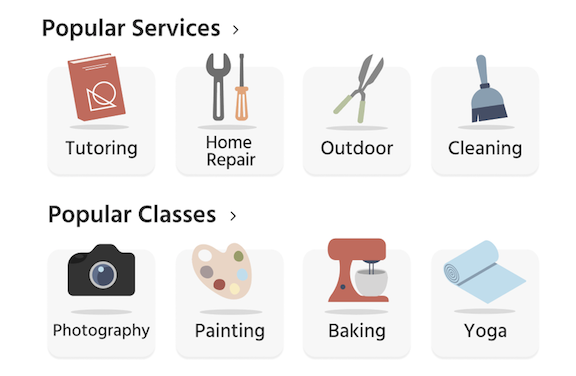 Popular Services >
Tutoring
Home
Repair
Outdoor
Cleaning
Popular Classes >
Photography
Painting
Baking
Yoga